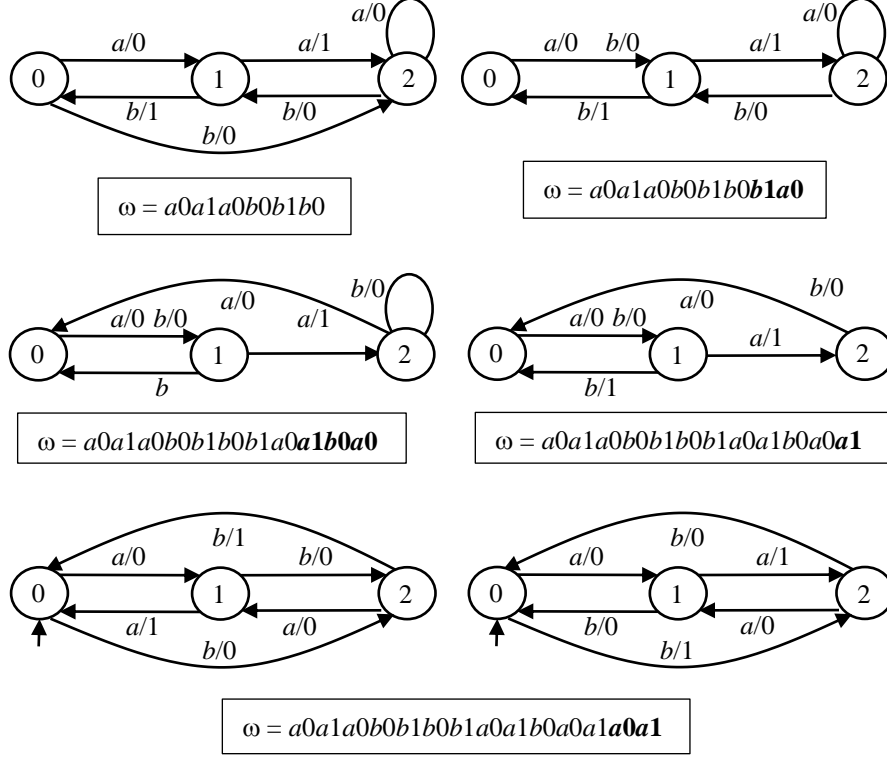 a/0
a/0
a/0 a/1
a/0 b/0 a/1
0 1 2
0 1 2
b/1 b/0
b/0
b/1 b/0
ω = a0a1a0b0b1b0
ω = a0a1a0b0b1b0b1a0
b/0
a/0
a/0 b/0 a/1
0 1 2
b
b/0
a/0
a/0 b/0
a/1
0 1 2
b/1
ω = a0a1a0b0b1b0b1a0a1b0a0
ω = a0a1a0b0b1b0b1a0a1b0a0a1
b/1
a/0 b/0
0 1 2
a/1 a/0
b/0
b/0
a/0 a/1
0 1 2
b/0 a/0
b/1
ω = a0a1a0b0b1b0b1a0a1b0a0a1a0a1